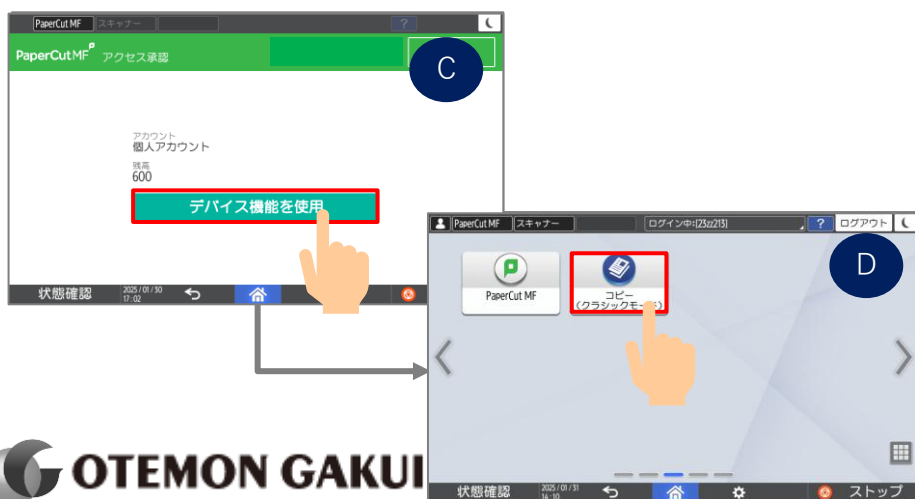 PaperCut MF スキャナー ?
PaperCut MF アクセス承認
C
アカウント
個人アカウント
残高
600
デバイス機能を使用
状態確認 2025/01/30
17:02
PaperCut MF スキャナー ログイン中:[23zz213] ? ログアウト
D
PaperCut MF
コピー
(クラシックモード)
状態確認 2025/01/31
14:10
ストップ
OTEMON GAKUI